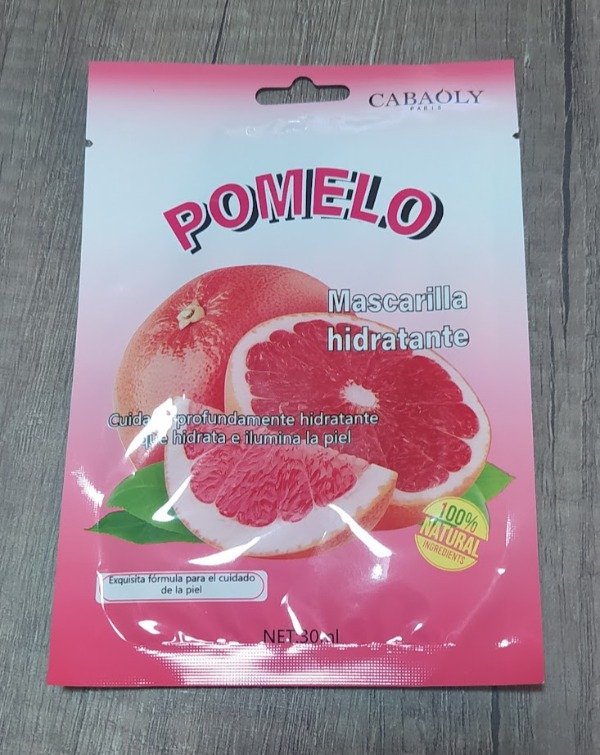 CABAOLY
PARIS
POMELO
Mascarilla
hidratante
profundamente hidratante
que hidrata e ilumina la piel
100%
NATURAL
INGREDIENTS
Exquisita fórmula para el cuidado
de la piel
NET:30ml